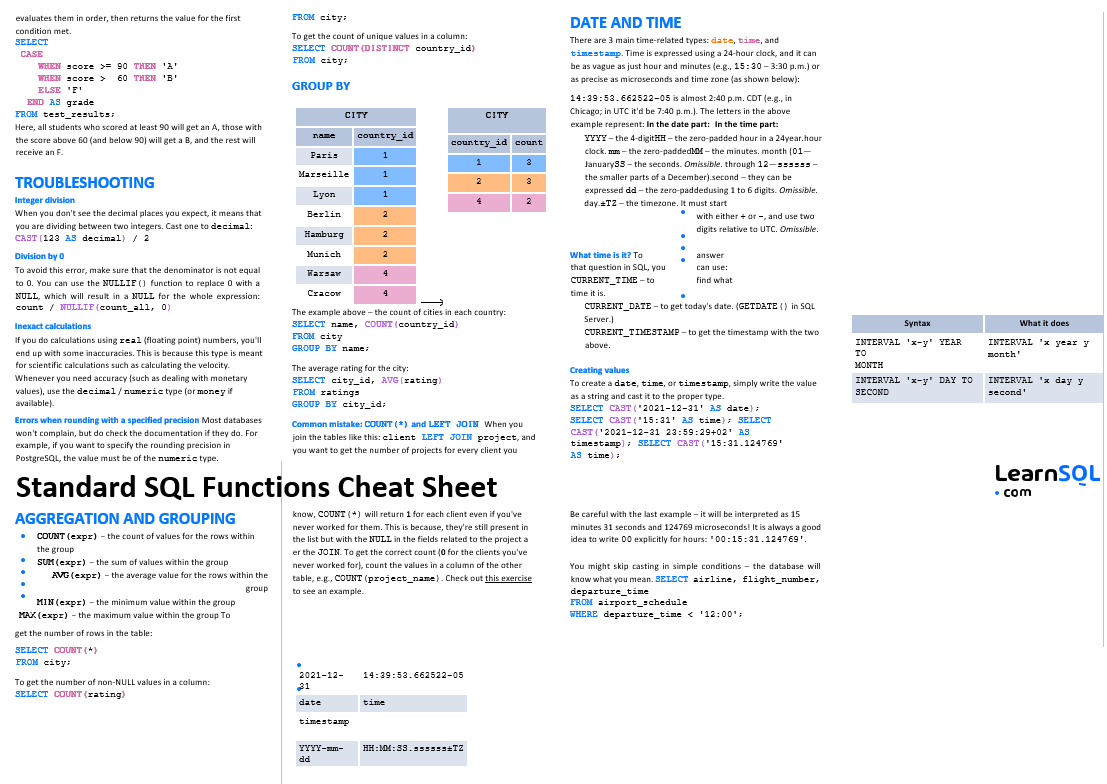 evaluates them in order, then returns the value for the first
condition met.
SELECT
CASE
WHEN score >= 90 THEN 'A'
WHEN score > 60 THEN 'B'
ELSE 'F'
END AS grade
FROM test_results;
Here, all students who scored at least 90 will get an A, those with
the score above 60 (and below 90) will get a B, and the rest will
receive an F.
TROUBLESHOOTING
Integer division
When you don't see the decimal places you expect, it means that
you are dividing between two integers. Cast one to decimal:
CAST(123 AS decimal) / 2
Division by 0
To avoid this error, make sure that the denominator is not equal
to 0. You can use the NULLIF() function to replace 0 with a
NULL, which will result in a NULL for the whole expression:
count / NULLIF(count_all, 0)
Inexact calculations
If you do calculations using real (floating point) numbers, you'll
end up with some inaccuracies. This is because this type is meant
for scientific calculations such as calculating the velocity.
Whenever you need accuracy (such as dealing with monetary
values), use the decimal / numeric type (or money if
available).
Errors when rounding with a specified precision Most databases
won't complain, but do check the documentation if they do. For
example, if you want to specify the rounding precision in
PostgreSQL, the value must be of the numeric type.
FROM city;
To get the count of unique values in a column:
SELECT COUNT(DISTINCT country_id)
FROM city;
GROUP BY
CITY
name country_id
Paris 1
Marseille 1
Lyon 1
Berlin 2
Hamburg 2
Munich 2
Warsaw 4
Cracow 4
CITY
country_id count
1 3
2 3
4 2
The example above – the count of cities in each country:
SELECT name, COUNT(country_id)
FROM city
GROUP BY name;
The average rating for the city:
SELECT city_id, AVG(rating)
FROM ratings
GROUP BY city_id;
Common mistake: COUNT(*) and LEFT JOIN When you
join the tables like this: client LEFT JOIN project, and
you want to get the number of projects for every client you
DATE AND TIME
There are 3 main time-related types: date, time, and
timestamp. Time is expressed using a 24-hour clock, and it can
be as vague as just hour and minutes (e.g., 15:30 – 3:30 p.m.) or
as precise as microseconds and time zone (as shown below):
14:39:53.662522-05 is almost 2:40 p.m. CDT (e.g., in
Chicago; in UTC it'd be 7:40 p.m.). The letters in the above
example represent: In the date part: In the time part:
YYYY – the 4-digitHH – the zero-padded hour in a 24year.hour
clock. mm – the zero-paddedMM – the minutes. month (01—
JanuarySS – the seconds. Omissible. through 12—ssssss –
the smaller parts of a December).second – they can be
expressed dd – the zero-paddedusing 1 to 6 digits. Omissible.
day.±TZ – the timezone. It must start
with either + or -, and use two
digits relative to UTC. Omissible.
What time is it? To answer
that question in SQL, you can use:
CURRENT_TIME – to find what
time it is.
CURRENT_DATE – to get today's date. (GETDATE() in SQL
Server.)
CURRENT_TIMESTAMP – to get the timestamp with the two
above.
Creating values
To create a date, time, or timestamp, simply write the value
as a string and cast it to the proper type.
SELECT CAST('2021-12-31' AS date);
SELECT CAST('15:31' AS time); SELECT
CAST('2021-12-31 23:59:29+02' AS
timestamp); SELECT CAST('15:31.124769'
AS time);
Syntax What it does
INTERVAL 'x-y' YEAR INTERVAL 'x year y
TO month'
MONTH
INTERVAL 'x-y' DAY TO INTERVAL 'x day y
SECOND second'
LearnSQL
• com
Standard SQL Functions Cheat Sheet
AGGREGATION AND GROUPING
COUNT(expr) – the count of values for the rows within
the group
SUM(expr) – the sum of values within the group
AVG(expr) – the average value for the rows within the
group
MIN(expr) – the minimum value within the group
MAX(expr) – the maximum value within the group To
get the number of rows in the table:
SELECT COUNT(*)
FROM city;
To get the number of non-NULL values in a column:
SELECT COUNT(rating)
know, COUNT(*) will return 1 for each client even if you've
never worked for them. This is because, they're still present in
the list but with the NULL in the fields related to the project a
er the JOIN. To get the correct count (0 for the clients you've
never worked for), count the values in a column of the other
table, e.g., COUNT(project_name). Check out this exercise
to see an example.
2021-12- 14:39:53.662522-05
31
date time
timestamp
YYYY-mm- HH:MM:SS.ssssss±TZ
dd
Be careful with the last example – it will be interpreted as 15
minutes 31 seconds and 124769 microseconds! It is always a good
idea to write 00 explicitly for hours: '00:15:31.124769'.
You might skip casting in simple conditions – the database will
know what you mean. SELECT airline, flight_number,
departure_time
FROM airport_schedule
WHERE departure_time < '12:00';